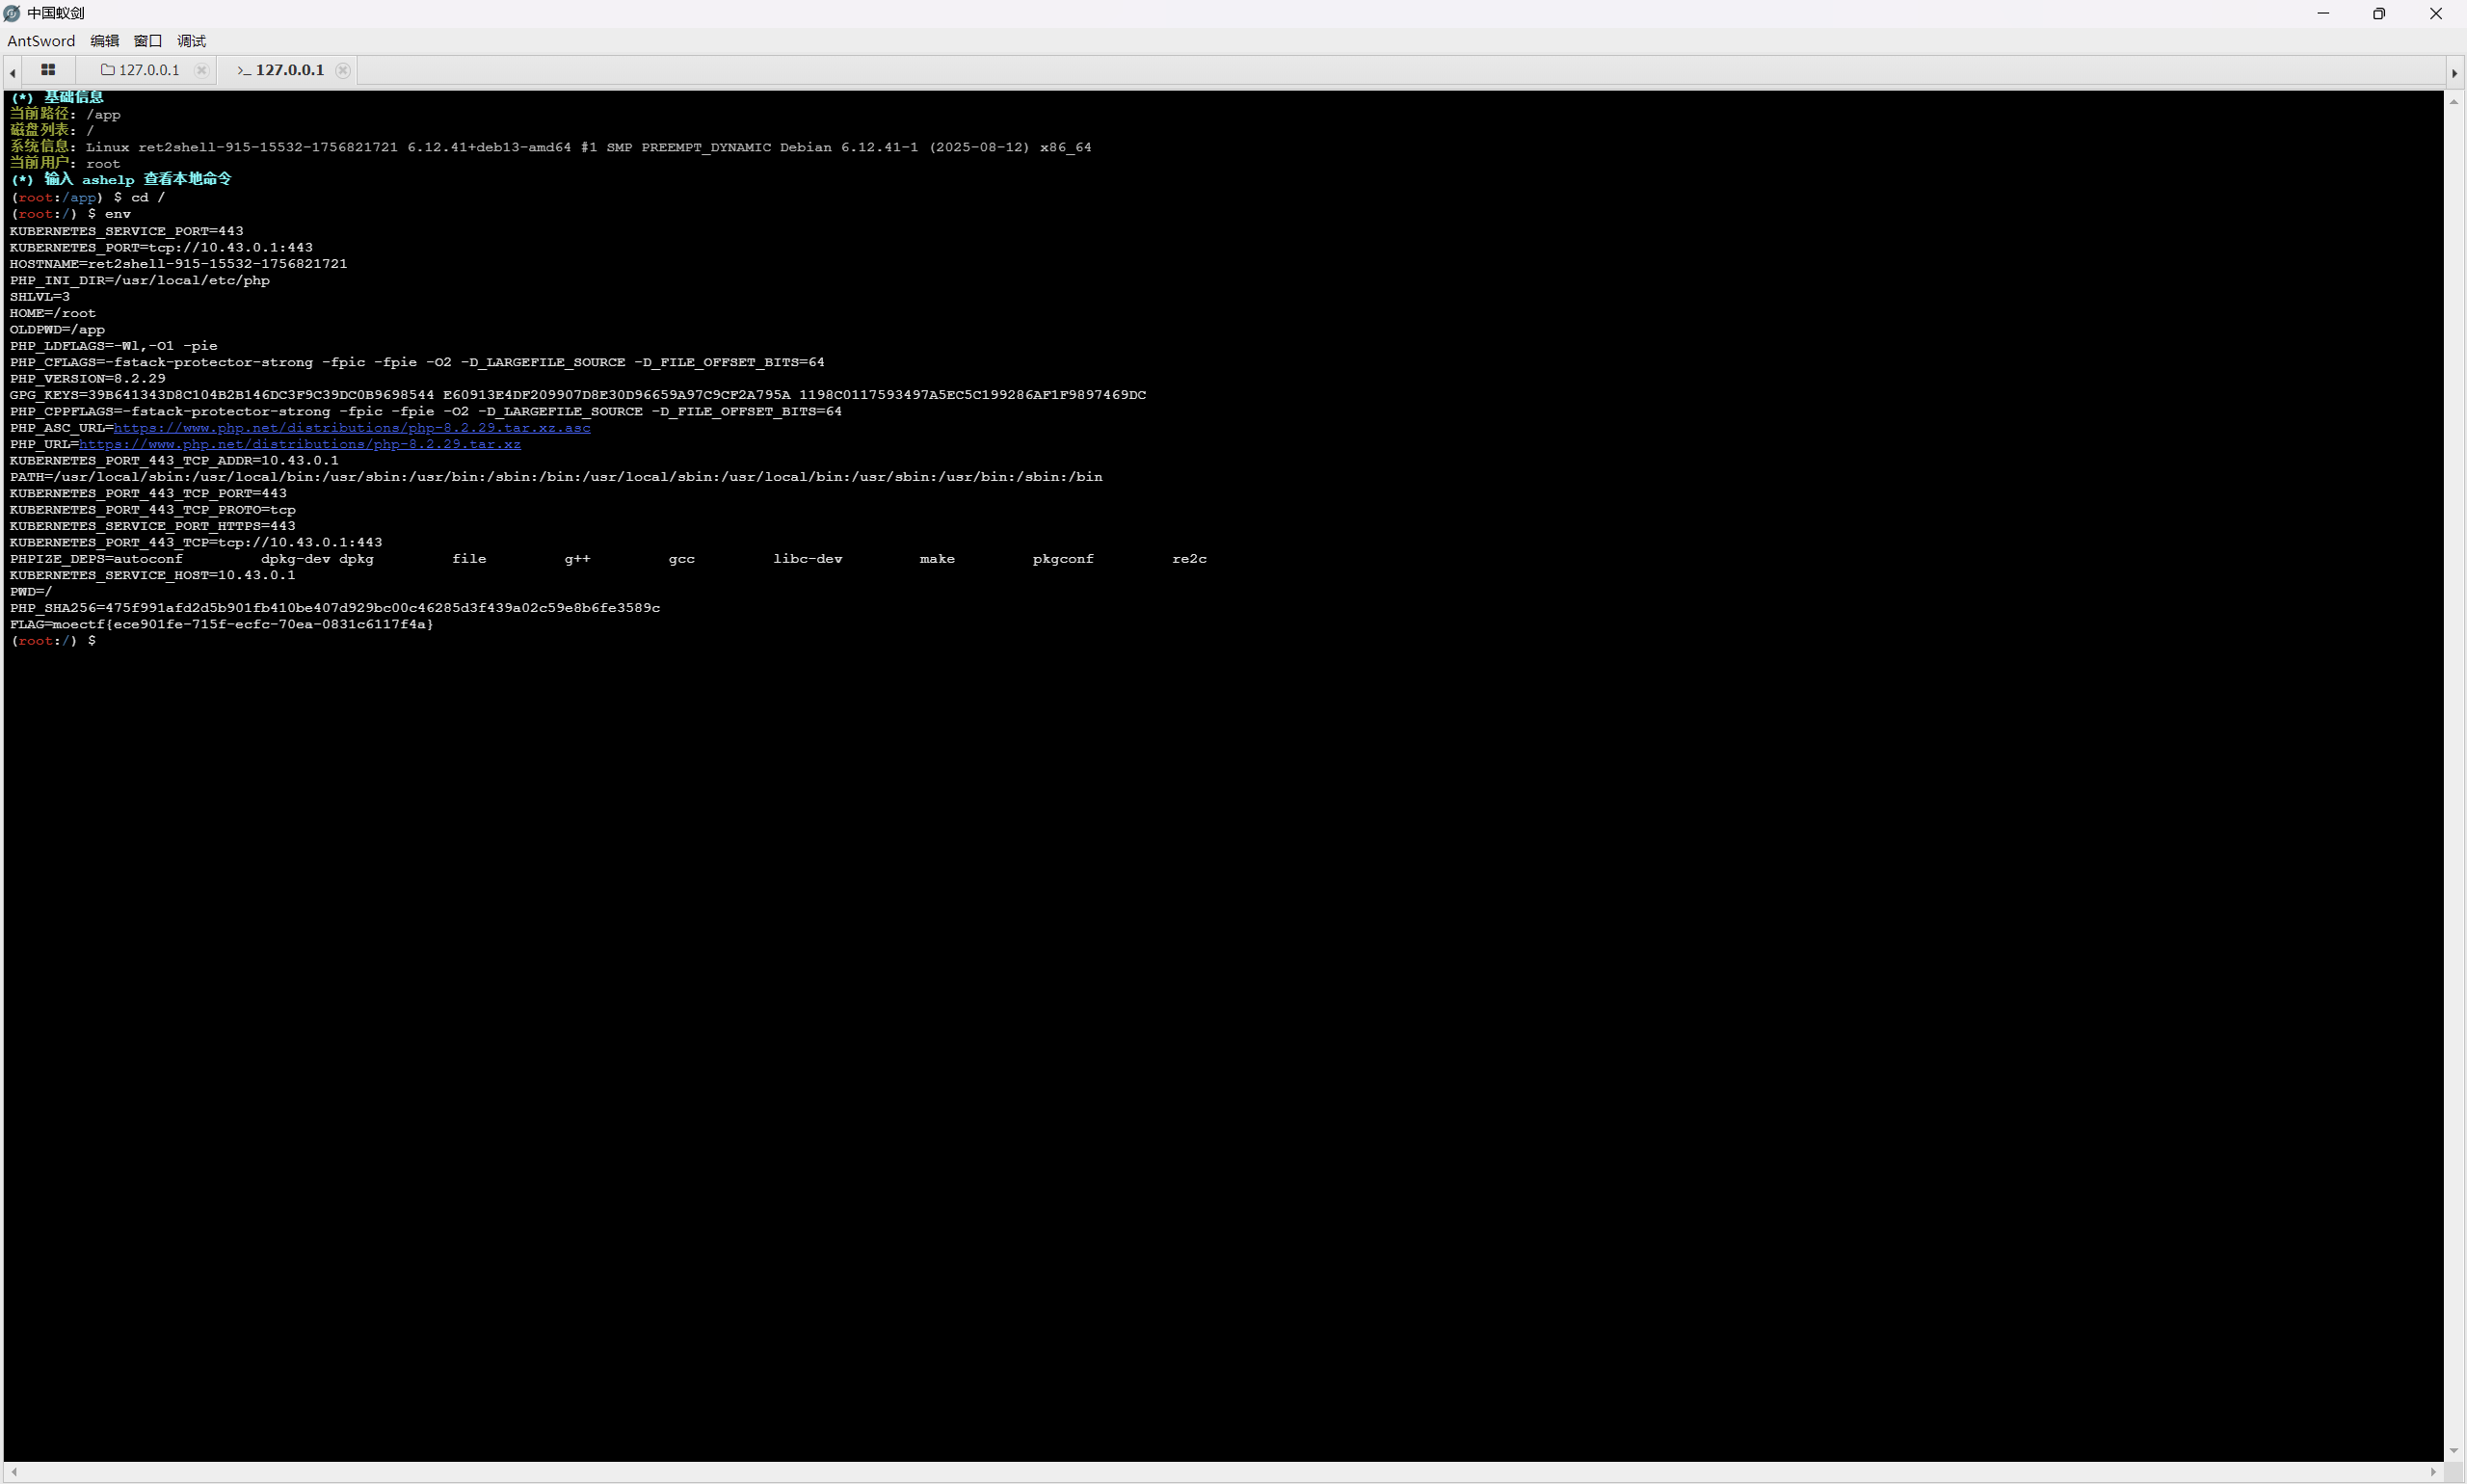 中国蚁剑
AntSword 编辑 窗口 调试
127.0.0.1 >_ 127.0.0.1
(*) 基础信息
当前路径: /app
磁盘列表: /
系统信息: Linux ret2shell-915-15532-1756821721 6.12.41+deb13-amd64 #1 SMP PREEMPT_DYNAMIC Debian 6.12.41-1 (2025-08-12) x86_64
当前用户: root
(*) 输入 ashelp 查看本地命令
(root:/app) $ cd /
(root:/) $ env
KUBERNETES_SERVICE_PORT=443
KUBERNETES_PORT=tcp://10.43.0.1:443
HOSTNAME=ret2shell-915-15532-1756821721
PHP_INI_DIR=/usr/local/etc/php
SHLVL=3
HOME=/root
OLDPWD=/app
PHP_LDFLAGS=-Wl,-O1 -pie
PHP_CFLAGS=-fstack-protector-strong -fpic -fpie -O2 -D_LARGEFILE_SOURCE -D_FILE_OFFSET_BITS=64
PHP_VERSION=8.2.29
GPG_KEYS=39B641343D8C104B2B146DC3F9C39DC0B9698544 E60913E4DF209907D8E30D96659A97C9CF2A795A 1198C0117593497A5EC5C199286AF1F9897469DC
PHP_CPPFLAGS=-fstack-protector-strong -fpic -fpie -O2 -D_LARGEFILE_SOURCE -D_FILE_OFFSET_BITS=64
PHP_ASC_URL=https://www.php.net/distributions/php-8.2.29.tar.xz.asc
PHP_URL=https://www.php.net/distributions/php-8.2.29.tar.xz
KUBERNETES_PORT_443_TCP_ADDR=10.43.0.1
PATH=/usr/local/sbin:/usr/local/bin:/usr/sbin:/usr/bin:/sbin:/bin:/usr/local/sbin:/usr/local/bin:/usr/sbin:/usr/bin:/sbin:/bin
KUBERNETES_PORT_443_TCP_PORT=443
KUBERNETES_PORT_443_TCP_PROTO=tcp
KUBERNETES_SERVICE_PORT_HTTPS=443
KUBERNETES_PORT_443_TCP=tcp://10.43.0.1:443
PHPIZE_DEPS=autoconf dpkg-dev dpkg file g++ gcc libc-dev make pkgconf re2c
KUBERNETES_SERVICE_HOST=10.43.0.1
PWD=/
PHP_SHA256=475f991afd2d5b901fb410be407d929bc00c46285d3f439a02c59e8b6fe3589c
FLAG=moectf{ece901fe-715f-ecfc-70ea-0831c6117f4a}
(root:/) $